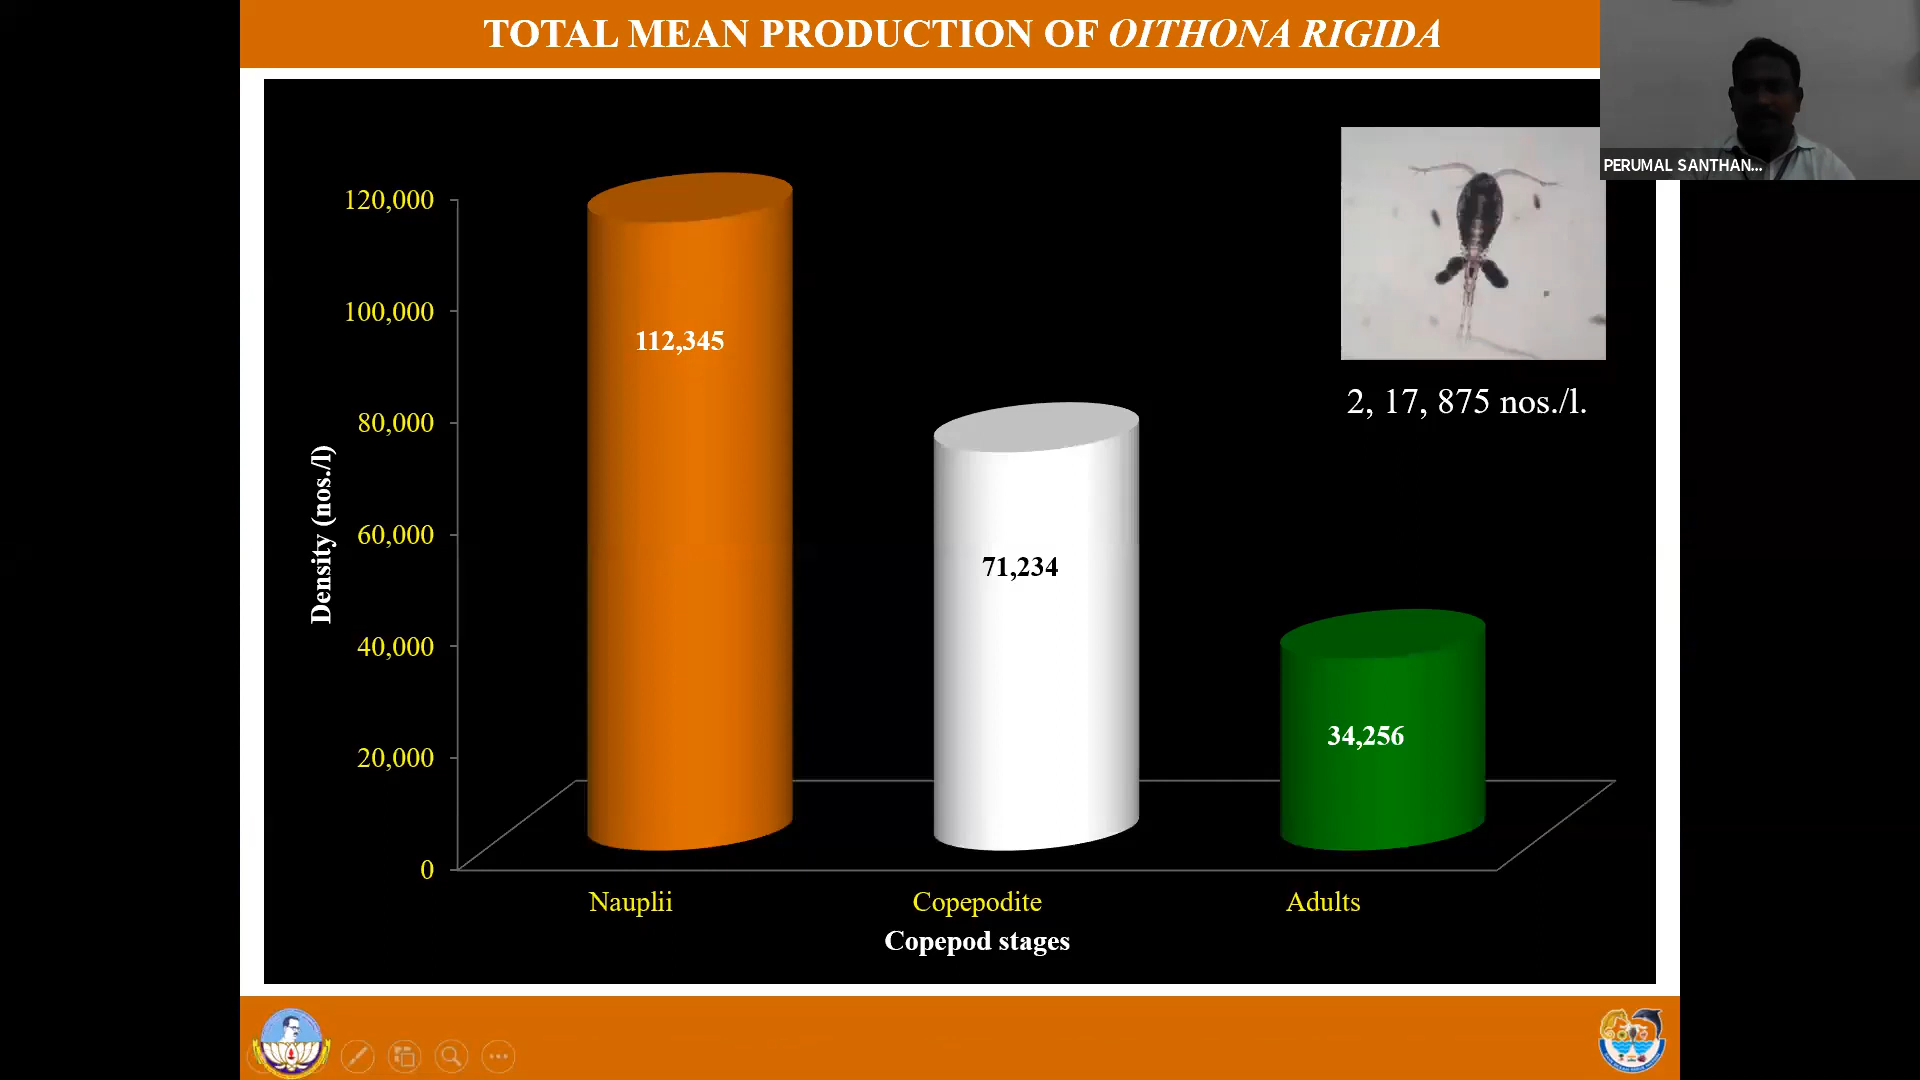 TOTAL MEAN PRODUCTION OF OITHONA RIGIDA
PERUMAL SANTHAN...
120,000
100,000
80,000
60,000
40,000
20,000
0
Density (nos./l)
112,345
71,234
34,256
2, 17, 875 nos./l.
Nauplii
Copepodite
Adults
Copepod stages